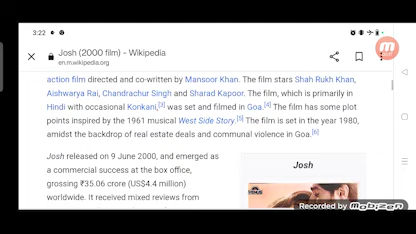 3:22
Josh (2000 film) - Wikipedia
en.m.wikipedia.org
action film directed and co-written by Mansoor Khan. The film stars Shah Rukh Khan,
Aishwarya Rai, Chandrachur Singh and Sharad Kapoor. The film, which is primarily in
Hindi with occasional Konkani,[3] was set and filmed in Goa.[4] The film has some plot
points inspired by the 1961 musical West Side Story.[5] The film is set in the year 1980,
amidst the backdrop of real estate deals and communal violence in Goa.[6]
Josh released on 9 June 2000, and emerged as
a commercial success at the box office,
grossing ₹35.06 crore (US$4.4 million)
worldwide. It received mixed reviews from
Josh
VENUS
Recorded by Mobizen